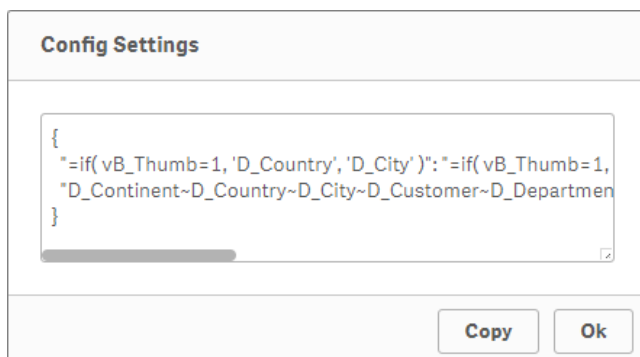 Config Settings
{
"=if( vB_Thumb=1, 'D_Country', 'D_City' )": "=if( vB_Thumb=1,
"D_Continent~D_Country~D_City~D_Customer~D_Departmen
}
Copy
Ok